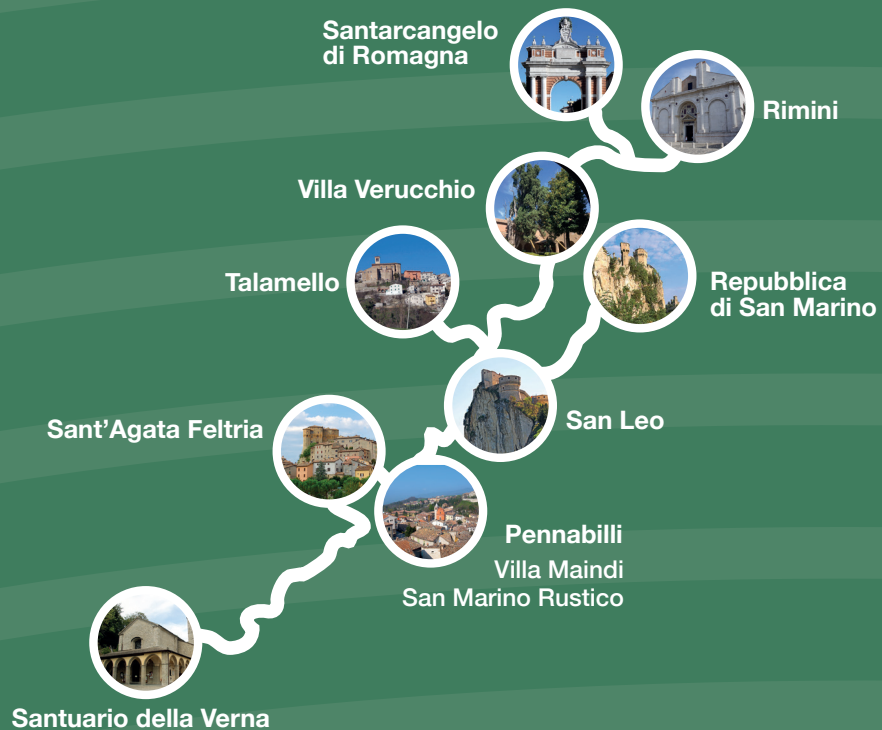 Santarcangelo
di Romagna
Rimini
Villa Verucchio
Talamello
Repubblica
di San Marino
San Leo
Sant'Agata Feltria
Pennabilli
Villa Maindi
San Marino Rustico
Santuario della Verna